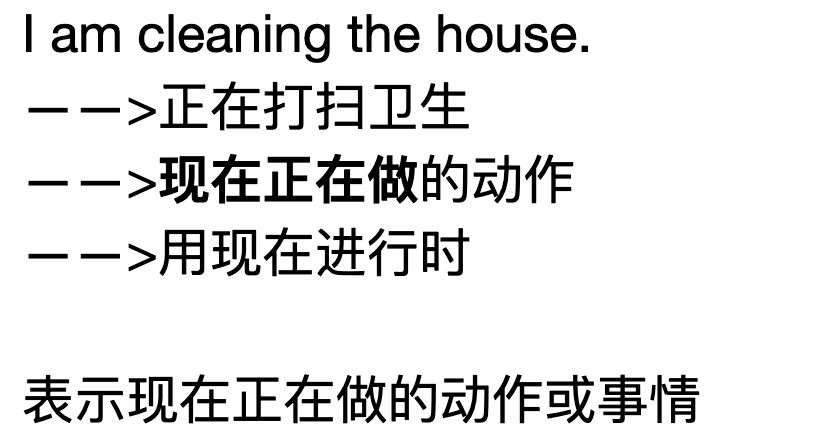 I am cleaning the house.
——>正在打扫卫生
——>现在正在做的动作
——>用现在进行时
表示现在正在做的动作或事情